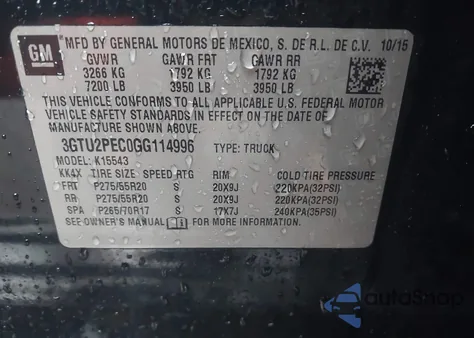 GM
MFD BY GENERAL MOTORS DE MEXICO, S. DE R.L. DE C.V. 10/15
GVWR GAWR FRT GAWR RR
3266 KG 1792 KG 1792 KG
7200 LB 3950 LB 3950 LB
THIS VEHICLE CONFORMS TO ALL APPLICABLE U.S. FEDERAL MOTOR
VEHICLE SAFETY STANDARDS IN EFFECT ON THE DATE OF
MANUFACTURE SHOWN ABOVE.
3GTU2PEC0GG114996 TYPE: TRUCK
MODEL: K15543
KK4X TIRE SIZE SPEED RTG RIM COLD TIRE PRESSURE
FRT P275/55R20 S 20X9J 220KPA(32PSI)
RR P275/55R20 S 20X9J 220KPA(32PSI)
SPA P265/70R17 S 17X7J 240KPA(35PSI)
SEE OWNER'S MANUAL FOR MORE INFORMATION.
autoSnap